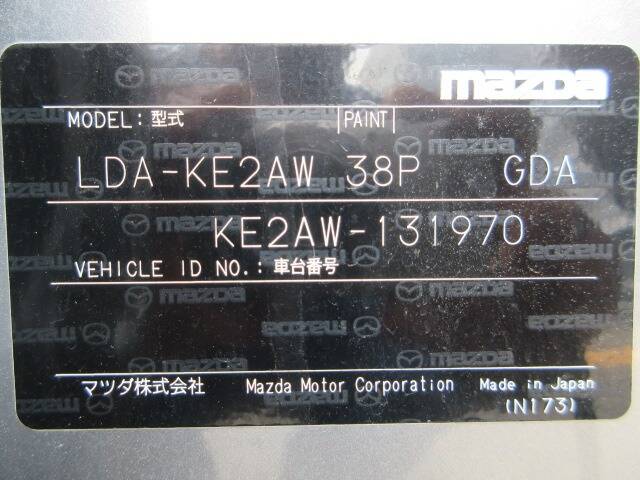 mazda
MODEL: 型式 PAINT
LDA-KE2AW 38P GDA
KE2AW-131970
VEHICLE ID NO.: 車台番号
マツダ株式会社 Mazda Motor Corporation Made in Japan
(N173)